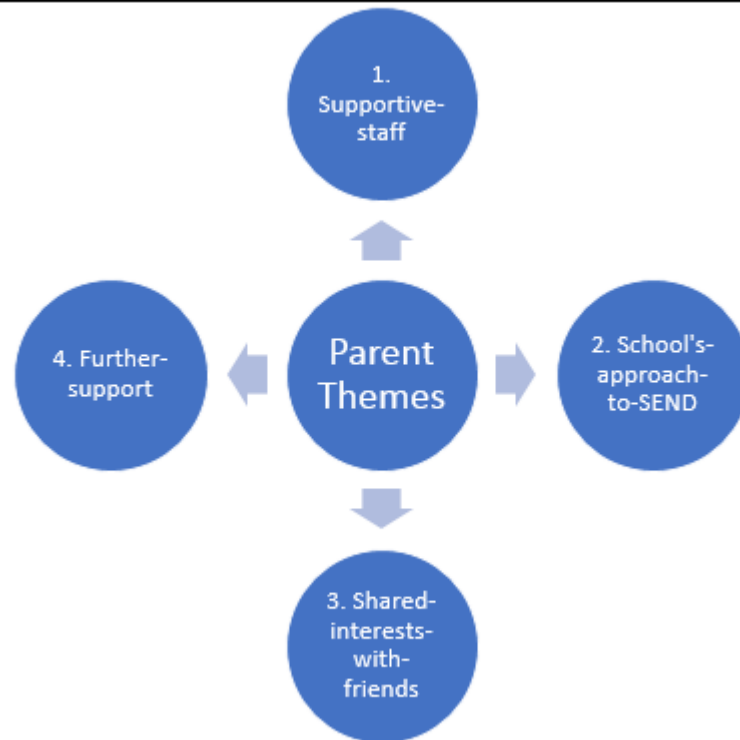 1.
Supportive-
staff
Parent
Themes
2. School's-
approach-
to-SEND
3. Shared-
interests-
with-
friends
4. Further-
support